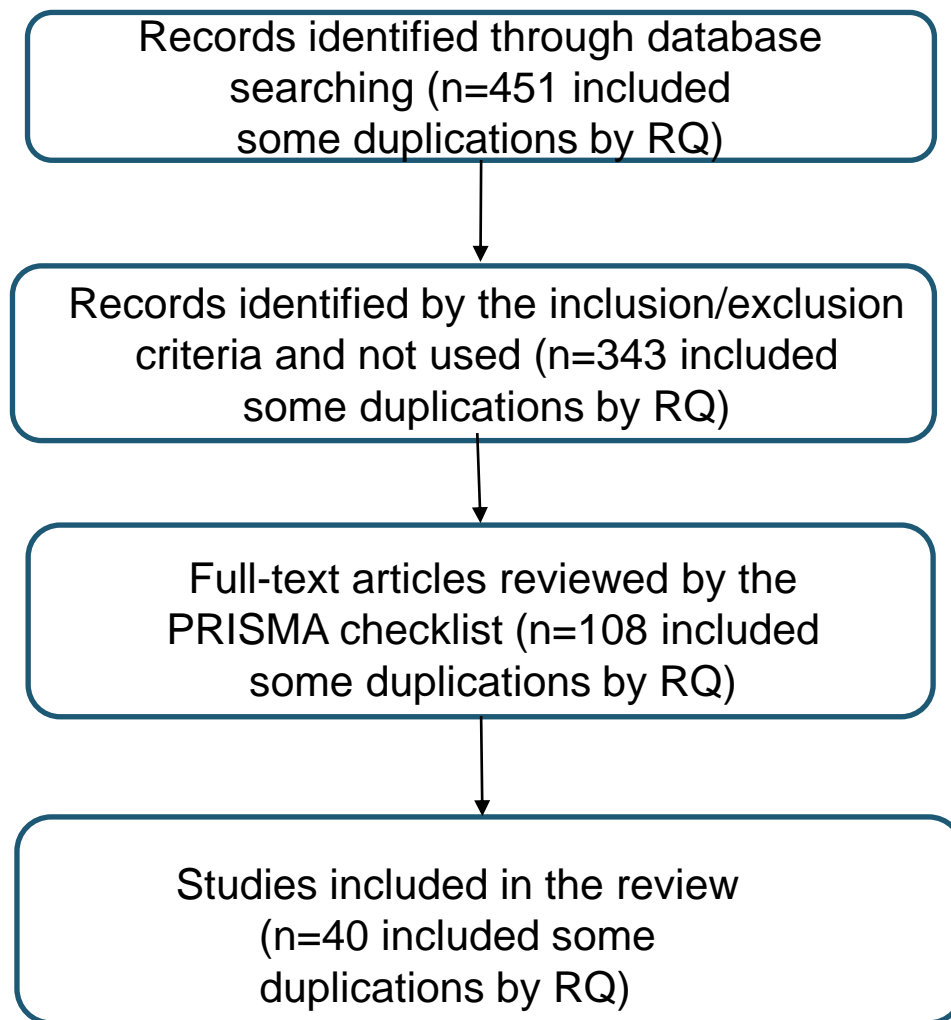 Records identified through database
searching (n=451 included
some duplications by RQ)
Records identified by the inclusion/exclusion
criteria and not used (n=343 included
some duplications by RQ)
Full-text articles reviewed by the
PRISMA checklist (n=108 included
some duplications by RQ)
Studies included in the review
(n=40 included some
duplications by RQ)